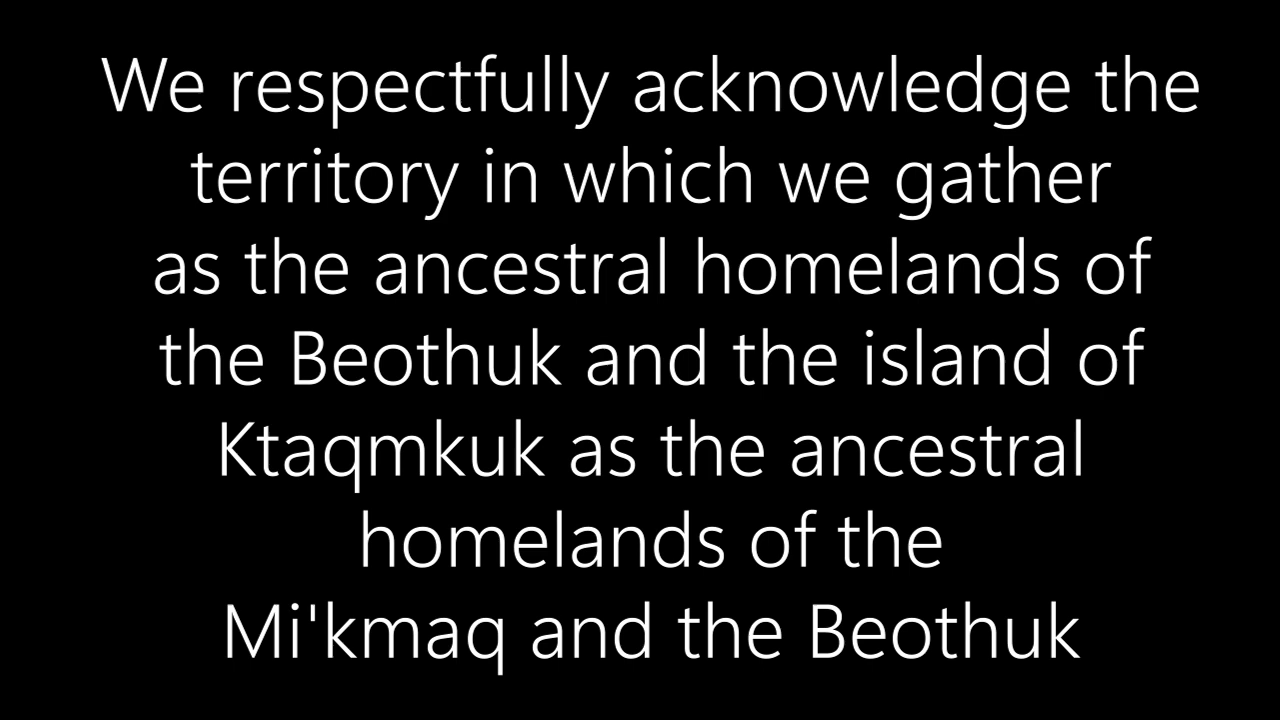 We respectfully acknowledge the
territory in which we gather
as the ancestral homelands of
the Beothuk and the island of
Ktaqmkuk as the ancestral
homelands of the
Mi'kmaq and the Beothuk